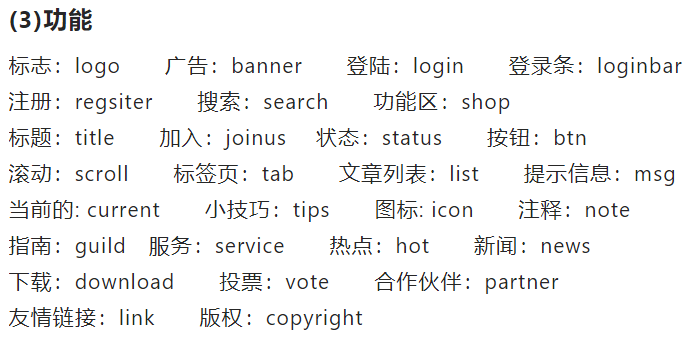 (3)功能
标志：logo 广告：banner 登陆：login 登录条：loginbar
注册：regsiter 搜索：search 功能区：shop
标题：title 加入：joinus 状态：status 按钮：btn
滚动：scroll 标签页：tab 文章列表：list 提示信息：msg
当前的: current 小技巧：tips 图标: icon 注释：note
指南：guild 服务：service 热点：hot 新闻：news
下载：download 投票：vote 合作伙伴：partner
友情链接：link 版权：copyright